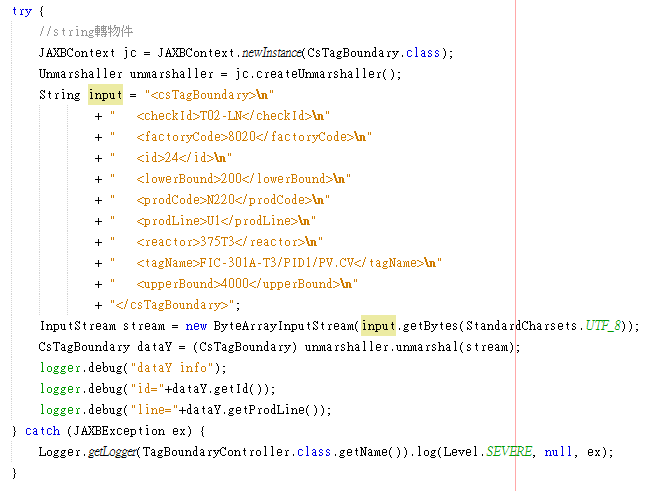 try {
//string轉物件
JAXBContext jc = JAXBContext.newInstance(CsTagBoundary.class);
Unmarshaller unmarshaller = jc.createUnmarshaller();
String input = "<csTagBoundary>\n"
+ "   <checkId>T02-LN</checkId>\n"
+ "   <factoryCode>8020</factoryCode>\n"
+ "   <id>24</id>\n"
+ "   <lowerBound>200</lowerBound>\n"
+ "   <prodCode>N220</prodCode>\n"
+ "   <prodLine>U1</prodLine>\n"
+ "   <reactor>375T3</reactor>\n"
+ "   <tagName>FIC-301A-T3/PID1/PV.CV</tagName>\n"
+ "   <upperBound>4000</upperBound>\n"
+ "</csTagBoundary>";
InputStream stream = new ByteArrayInputStream(input.getBytes(StandardCharsets.UTF_8));
CsTagBoundary dataY = (CsTagBoundary) unmarshaller.unmarshal(stream);
logger.debug("dataY info");
logger.debug("id="+dataY.getId());
logger.debug("line="+dataY.getProdLine());
} catch (JAXBException ex) {
Logger.getLogger(TagBoundaryController.class.getName()).log(Level.SEVERE, null, ex);
}